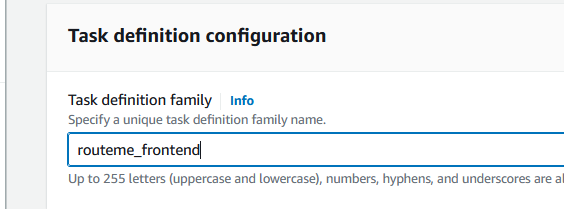 Task definition configuration
Task definition family Info
Specify a unique task definition family name.
routeme_frontend
Up to 255 letters (uppercase and lowercase), numbers, hyphens, and underscores are